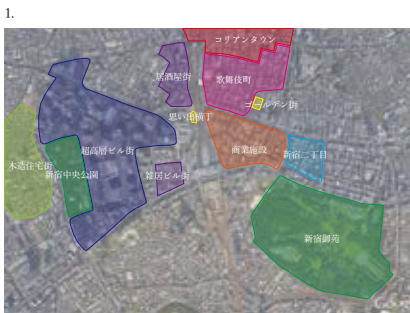 1.
コリアンタウン
居酒屋街
歌舞伎町
ゴールデン街
思い出横丁
超高層ビル街
商業施設
新宿二丁目
木造住宅街
新宿中央公園
雑居ビル街
新宿御苑